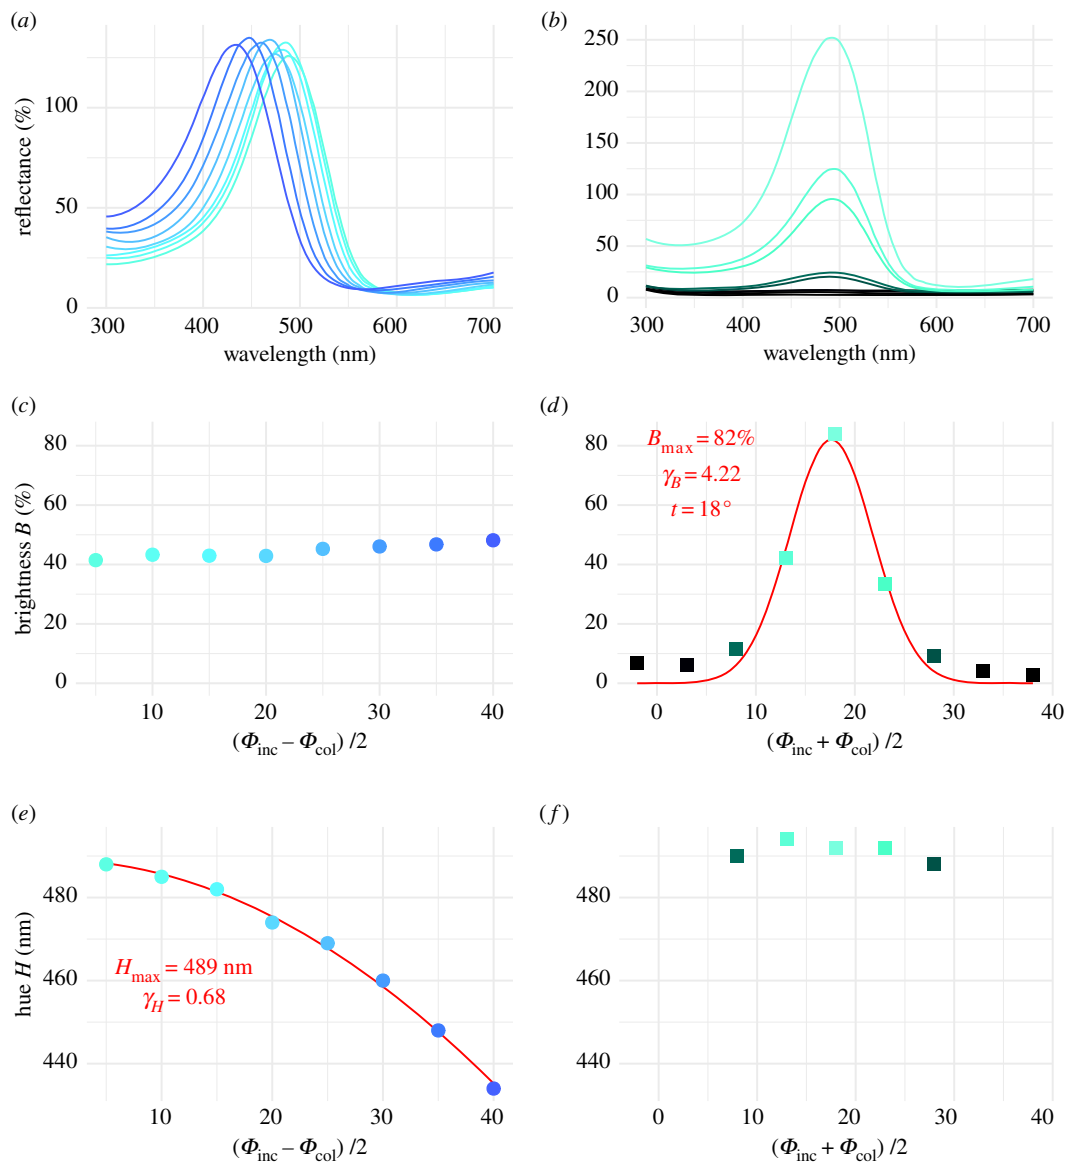 (a)
reflectance (%)
100
50
0
300 400 500 600 700
wavelength (nm)
(b)
250
200
150
100
50
0
300 400 500 600 700
wavelength (nm)
(c)
brightness B (%)
80
60
40
20
0
10 20 30 40
(Φinc – Φcol) /2
(d)
80
60
40
20
0
Bmax = 82%
γB = 4.22
t = 18°
0 10 20 30 40
(Φinc + Φcol) /2
(e)
hue H (nm)
480
460
440
Hmax = 489 nm
γH = 0.68
10 20 30 40
(Φinc – Φcol) /2
(f)
480
460
440
0 10 20 30 40
(Φinc + Φcol) /2